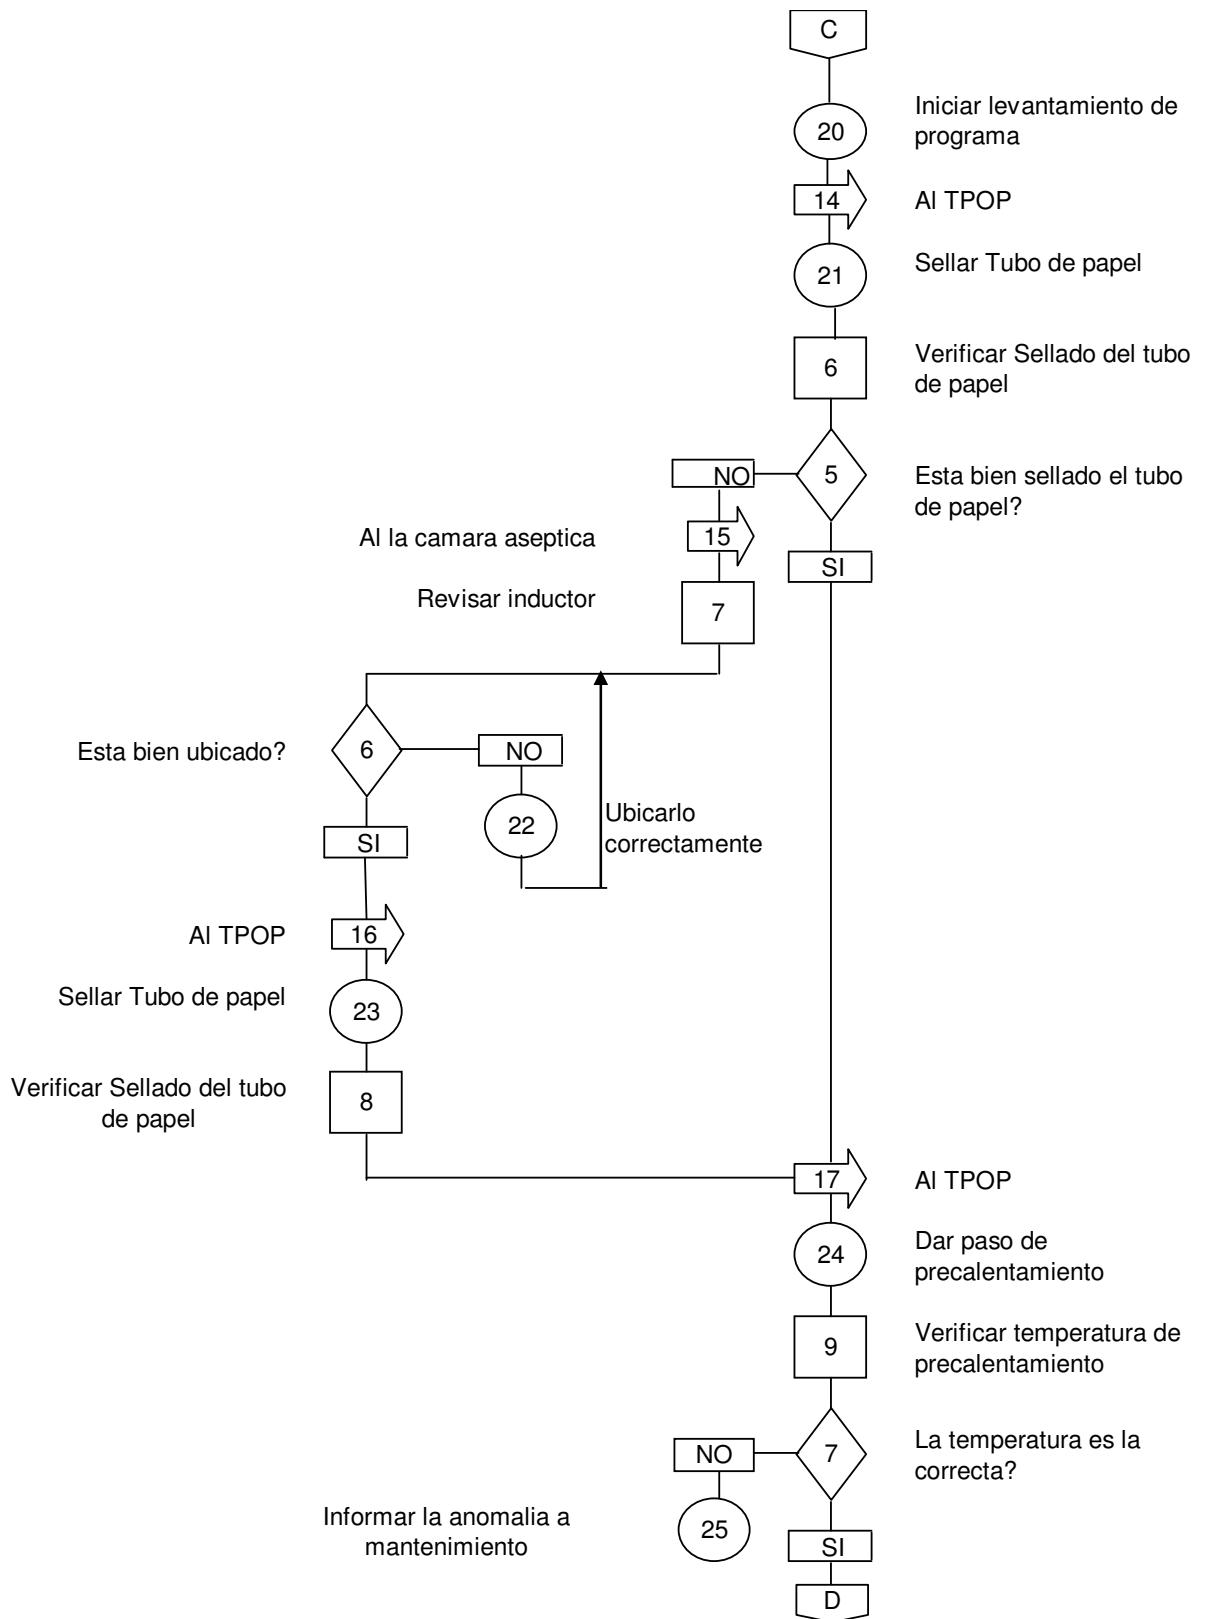 C
20
Iniciar levantamiento de
programa
14
Al TPOP
21
Sellar Tubo de papel
6
Verificar Sellado del tubo
de papel
NO
5
Esta bien sellado el tubo
de papel?
Al la camara aseptica
15
SI
Revisar inductor
7
Esta bien ubicado?
6
NO
22
Ubicarlo
correctamente
SI
Al TPOP
16
Sellar Tubo de papel
23
Verificar Sellado del tubo
de papel
8
17
Al TPOP
24
Dar paso de
precalentamiento
9
Verificar temperatura de
precalentamiento
NO
7
La temperatura es la
correcta?
Informar la anomalia a
mantenimiento
25
SI
D